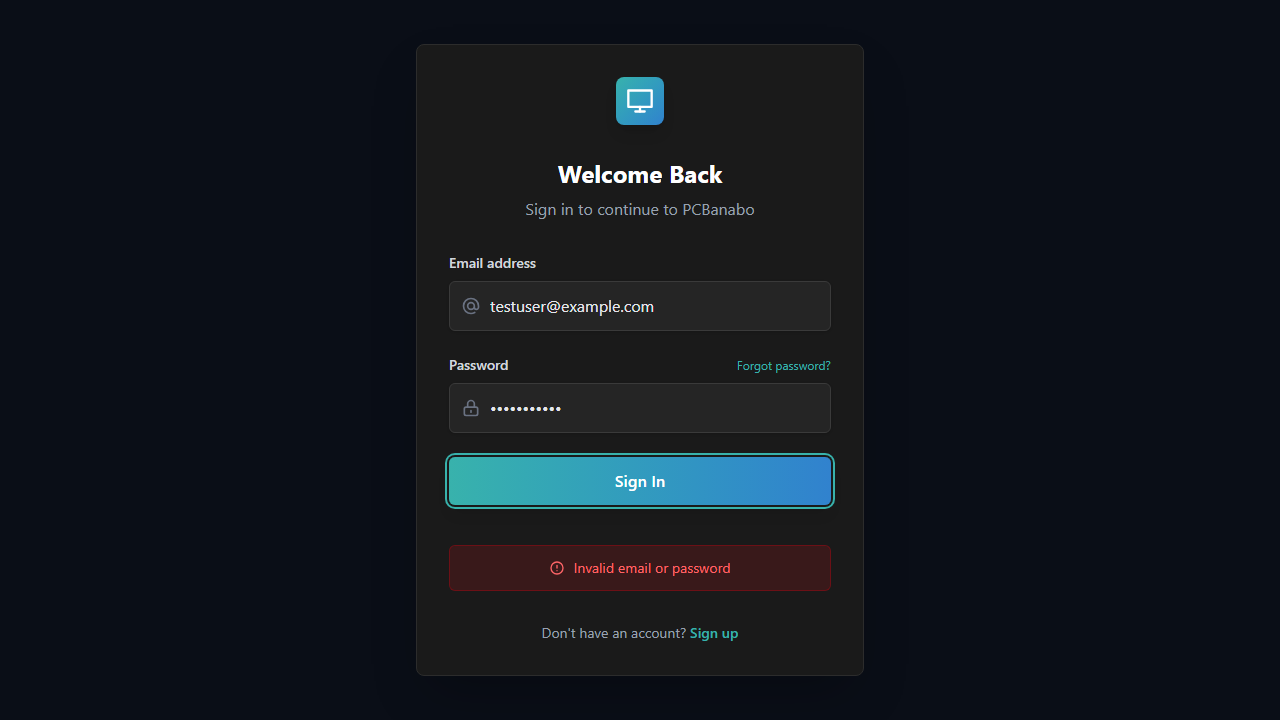 Welcome Back
Sign in to continue to PCBanabo
Email address
testuser@example.com
Password Forgot password?
•••••••••••
Sign In
Invalid email or password
Don't have an account? Sign up